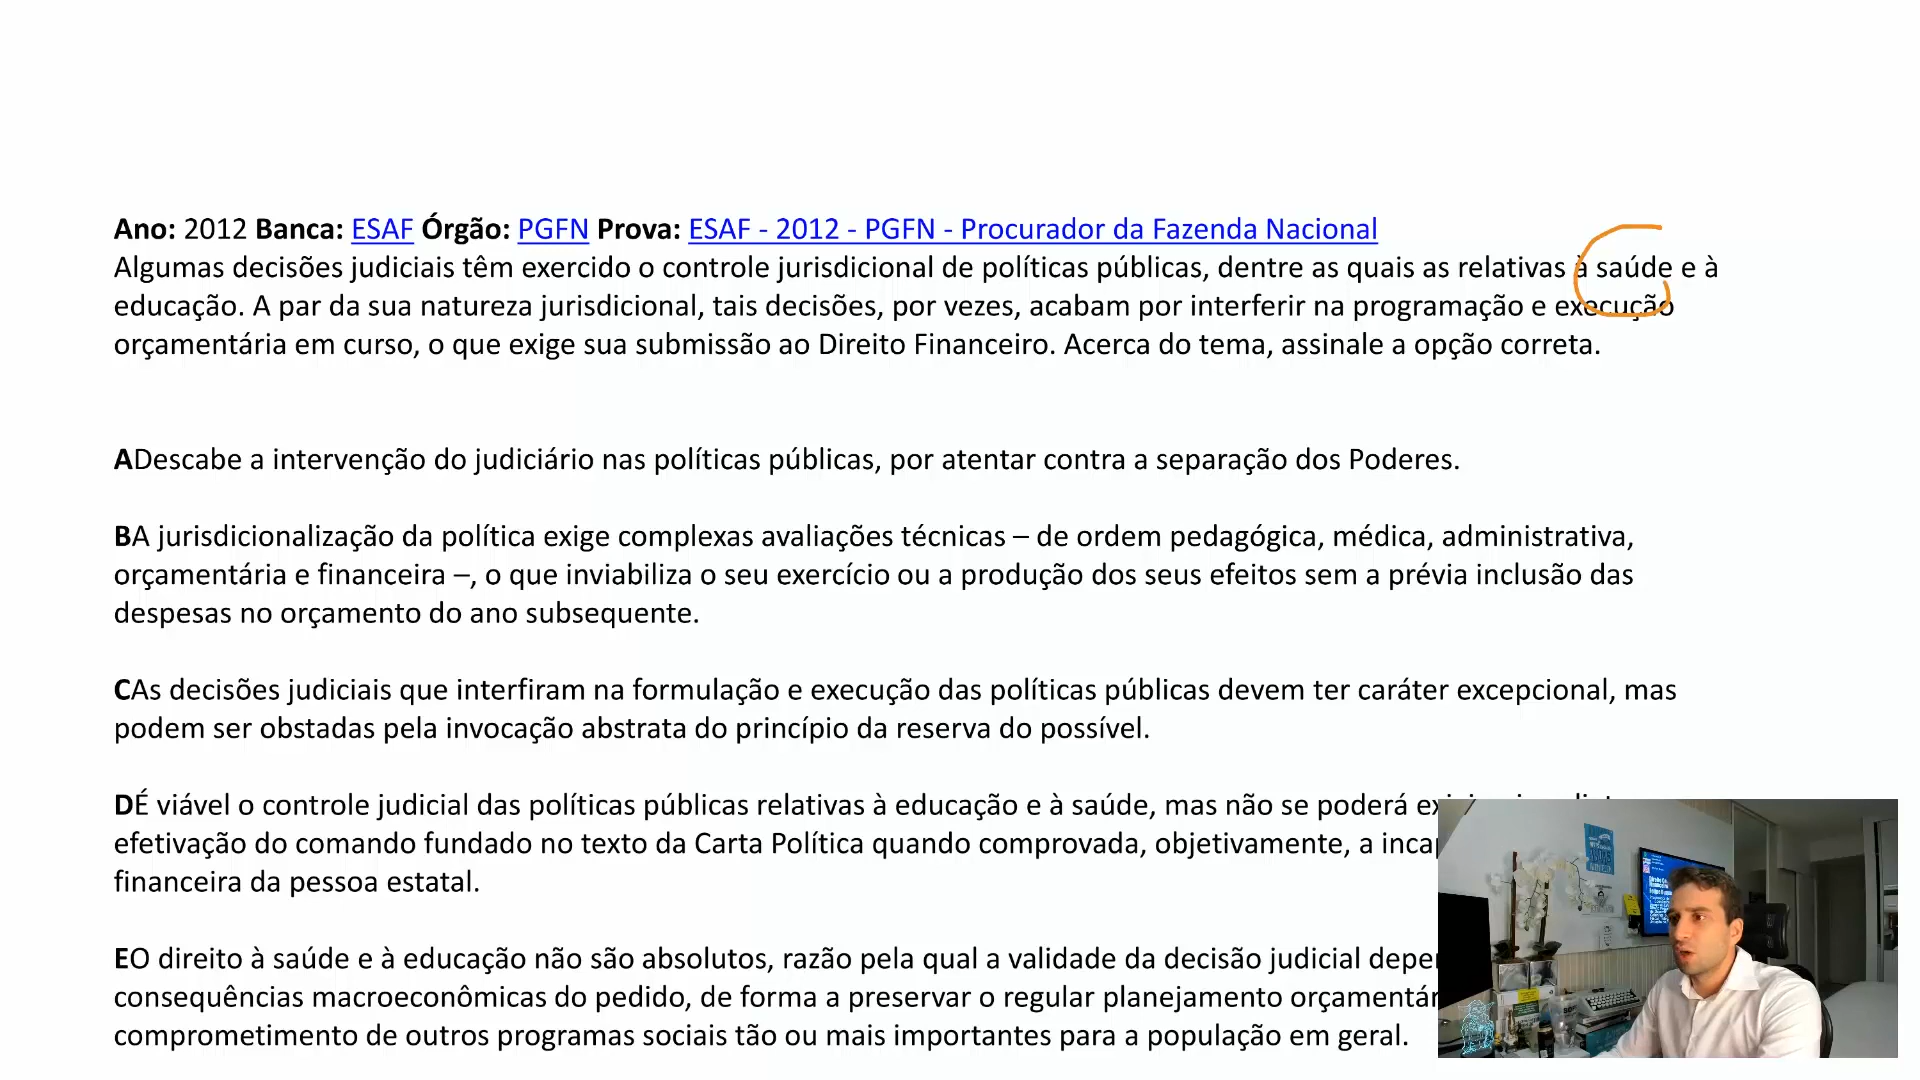 Ano: 2012 Banca: ESAF Órgão: PGFN Prova: ESAF - 2012 - PGFN - Procurador da Fazenda Nacional
Algumas decisões judiciais têm exercido o controle jurisdicional de políticas públicas, dentre as quais as relativas à saúde e à
educação. A par da sua natureza jurisdicional, tais decisões, por vezes, acabam por interferir na programação e execução
orçamentária em curso, o que exige sua submissão ao Direito Financeiro. Acerca do tema, assinale a opção correta.
ADescabe a intervenção do judiciário nas políticas públicas, por atentar contra a separação dos Poderes.
BA jurisdicionalização da política exige complexas avaliações técnicas – de ordem pedagógica, médica, administrativa,
orçamentária e financeira –, o que inviabiliza o seu exercício ou a produção dos seus efeitos sem a prévia inclusão das
despesas no orçamento do ano subsequente.
CAs decisões judiciais que interfiram na formulação e execução das políticas públicas devem ter caráter excepcional, mas
podem ser obstadas pela invocação abstrata do princípio da reserva do possível.
DÉ viável o controle judicial das políticas públicas relativas à educação e à saúde, mas não se poderá
efetivação do comando fundado no texto da Carta Política quando comprovada, objetivamente, a
financeira da pessoa estatal.
EO direito à saúde e à educação não são absolutos, razão pela qual a validade da decisão judicial
consequências macroeconômicas do pedido, de forma a preservar o regular planejamento
comprometimento de outros programas sociais tão ou mais importantes para a população em geral.